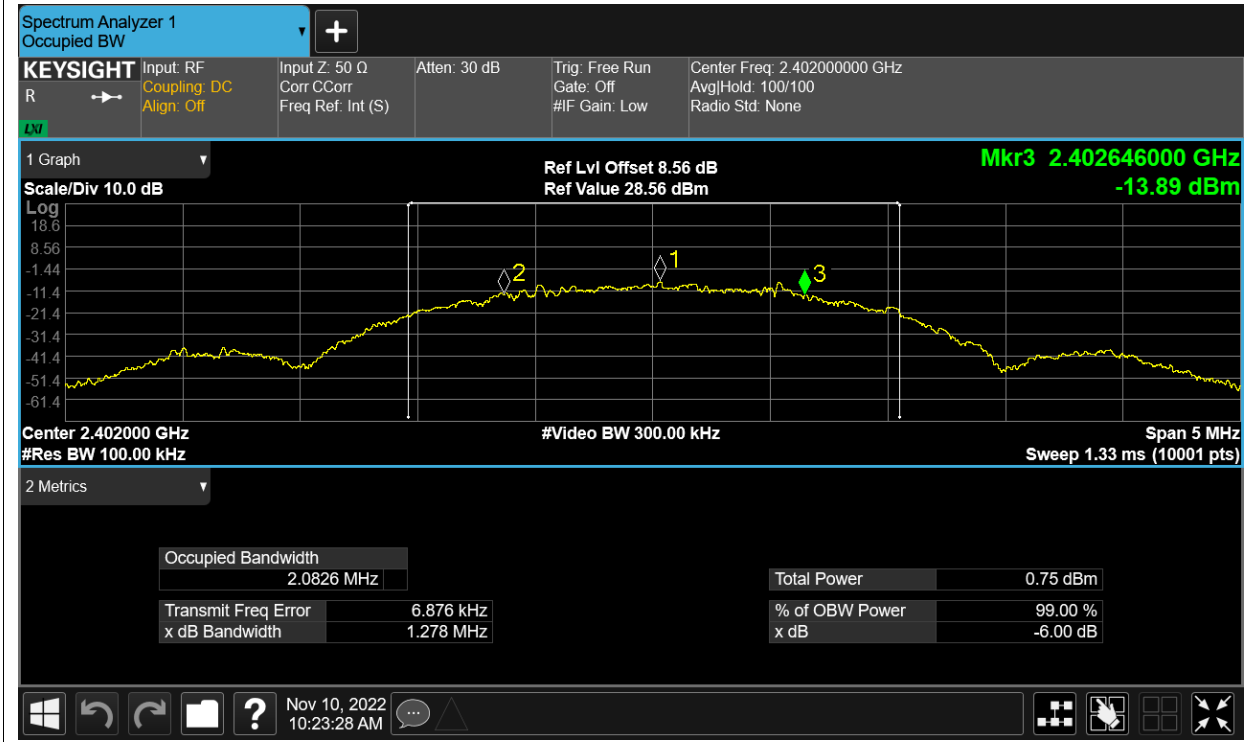 Spectrum Analyzer 1
Occupied BW
+
KEYSIGHT
R
LXI
Input: RF
Coupling: DC
Align: Off
Input Z: 50 Ω
Corr CCorr
Freq Ref: Int (S)
Atten: 30 dB
Trig: Free Run
Gate: Off
#IF Gain: Low
Center Freq: 2.402000000 GHz
Avg|Hold: 100/100
Radio Std: None
1 Graph
Scale/Div 10.0 dB
Ref Lvl Offset 8.56 dB
Ref Value 28.56 dBm
Mkr3 2.402646000 GHz
-13.89 dBm
Log
18.6
8.56
-1.44
-11.4
-21.4
-31.4
-41.4
-51.4
-61.4
2
1
3
Center 2.402000 GHz
#Video BW 300.00 kHz
Span 5 MHz
#Res BW 100.00 kHz
Sweep 1.33 ms (10001 pts)
2 Metrics
Occupied Bandwidth
2.0826 MHz
Total Power 0.75 dBm
Transmit Freq Error 6.876 kHz
% of OBW Power 99.00 %
x dB Bandwidth 1.278 MHz
x dB -6.00 dB
?
Nov 10, 2022
10:23:28 AM